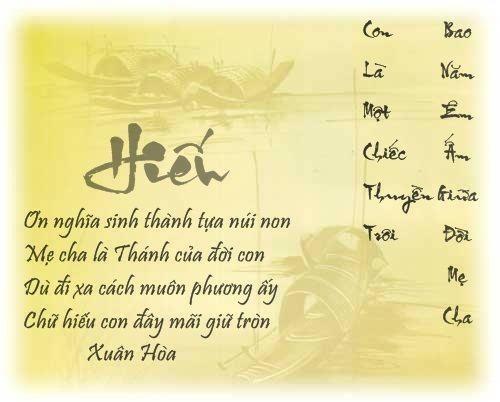 Hiếu
Ơn nghĩa sinh thành tựa núi non
Mẹ cha là Thánh của đời con
Dù đi xa cách muôn phương ấy
Chữ hiếu con đây mãi giữ tròn
Xuân Hòa
Con
Là
Một
Chiếc
Thuyền
Trôi
Bao
Năm
Êm
Ấm
Giữa
Đời
Mẹ
Cha